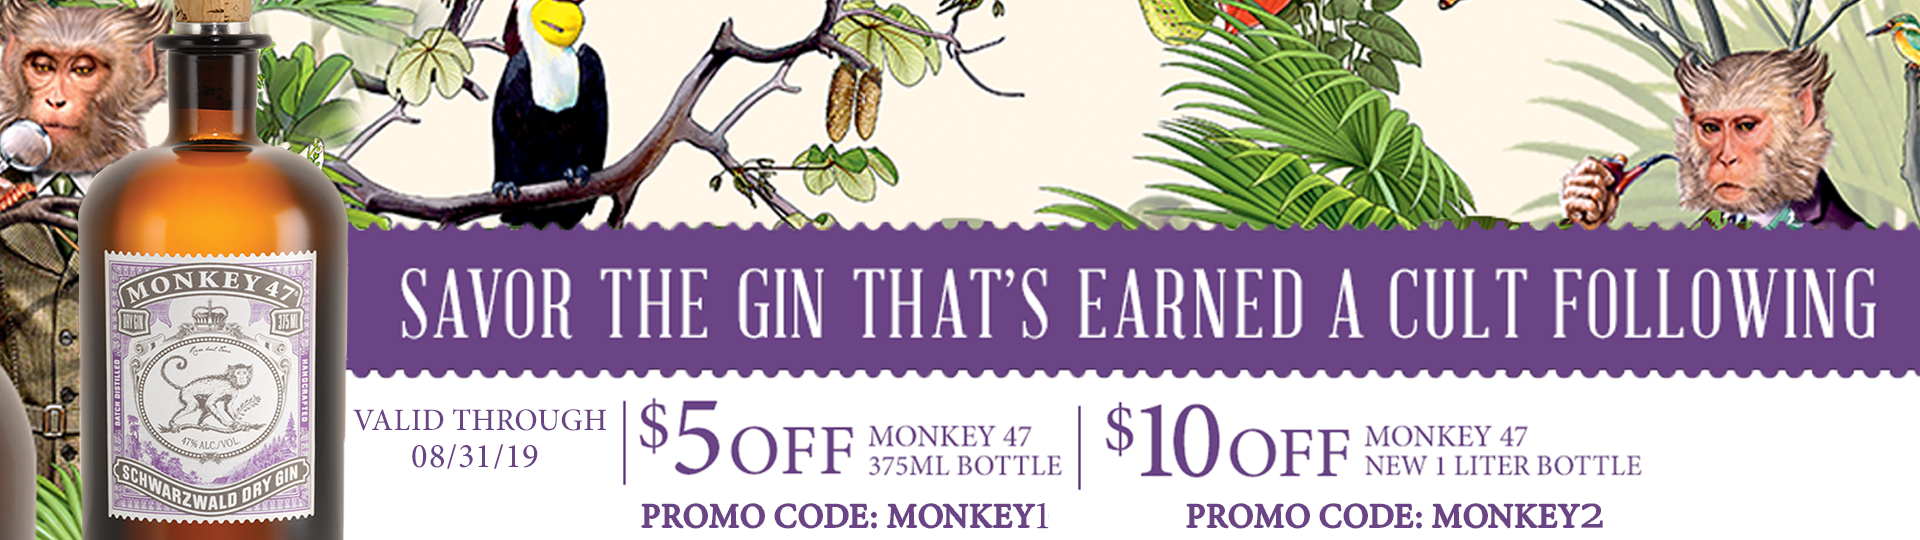 MONKEY 47
DRY GIN
375 ML
BATCH DISTILLED
HANDCRAFTED
47% ALC./VOL.
SCHWARZWALD DRY GIN
SAVOR THE GIN THAT'S EARNED A CULT FOLLOWING
VALID THROUGH
08/31/19
$5 OFF
MONKEY 47
375ML BOTTLE
PROMO CODE: MONKEY1
$10 OFF
MONKEY 47
NEW 1 LITER BOTTLE
PROMO CODE: MONKEY2